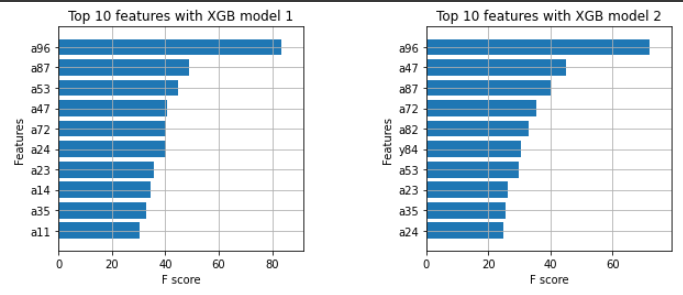 Top 10 features with XGB model 1
Features
a96
a87
a53
a47
a72
a24
a23
a14
a35
a11
0 20 40 60 80
F score
Top 10 features with XGB model 2
Features
a96
a47
a87
a72
a82
y84
a53
a23
a35
a24
0 20 40 60
F score